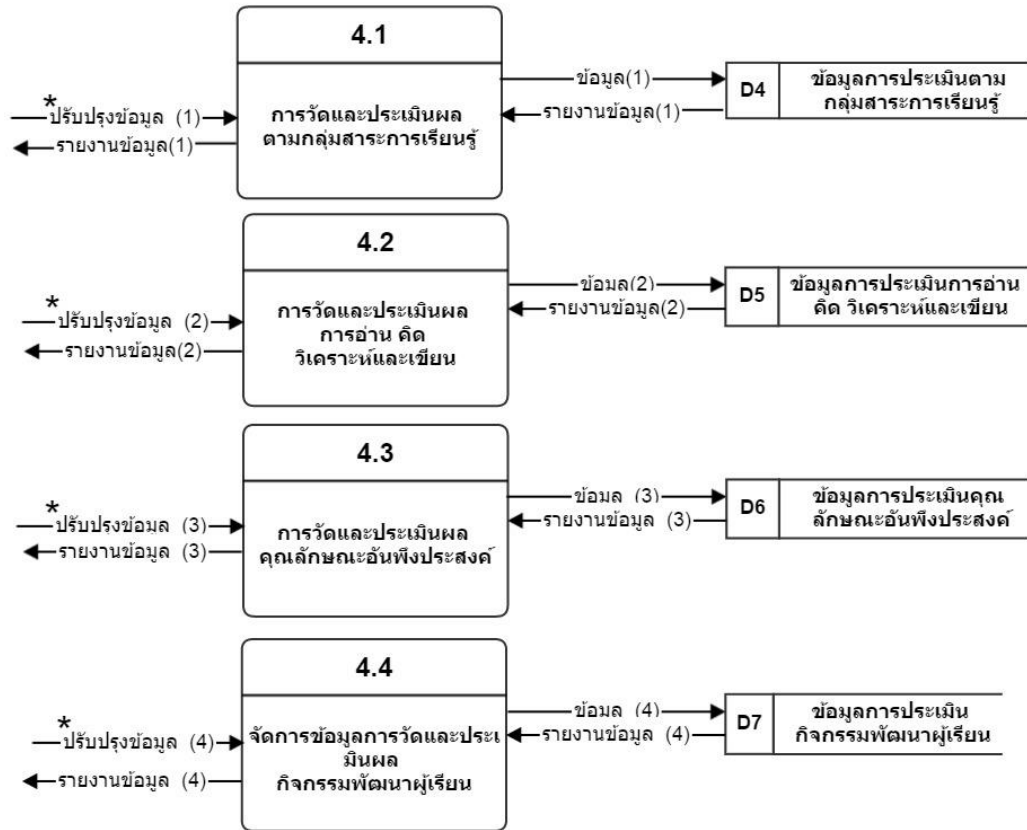 4.1
การวัดและประเมินผล
ตามกลุ่มสาระการเรียนรู้
*
ปรับปรุงข้อมูล (1)
รายงานข้อมูล(1)
ข้อมูล(1)
รายงานข้อมูล(1)
D4
ข้อมูลการประเมินตาม
กลุ่มสาระการเรียนรู้
4.2
การวัดและประเมินผล
การอ่าน คิด
วิเคราะห์และเขียน
*
ปรับปรุงข้อมูล (2)
รายงานข้อมูล(2)
ข้อมูล(2)
รายงานข้อมูล(2)
D5
ข้อมูลการประเมินการอ่าน
คิด วิเคราะห์และเขียน
4.3
การวัดและประเมินผล
คุณลักษณะอันพึงประสงค์
*
ปรับปรุงข้อมูล (3)
รายงานข้อมูล (3)
ข้อมูล (3)
รายงานข้อมูล (3)
D6
ข้อมูลการประเมินคุณ
ลักษณะอันพึงประสงค์
4.4
จัดการข้อมูลการวัดและประเ
มินผล
กิจกรรมพัฒนาผู้เรียน
*
ปรับปรุงข้อมูล (4)
รายงานข้อมูล (4)
ข้อมูล (4)
รายงานข้อมูล (4)
D7
ข้อมูลการประเมิน
กิจกรรมพัฒนาผู้เรียน